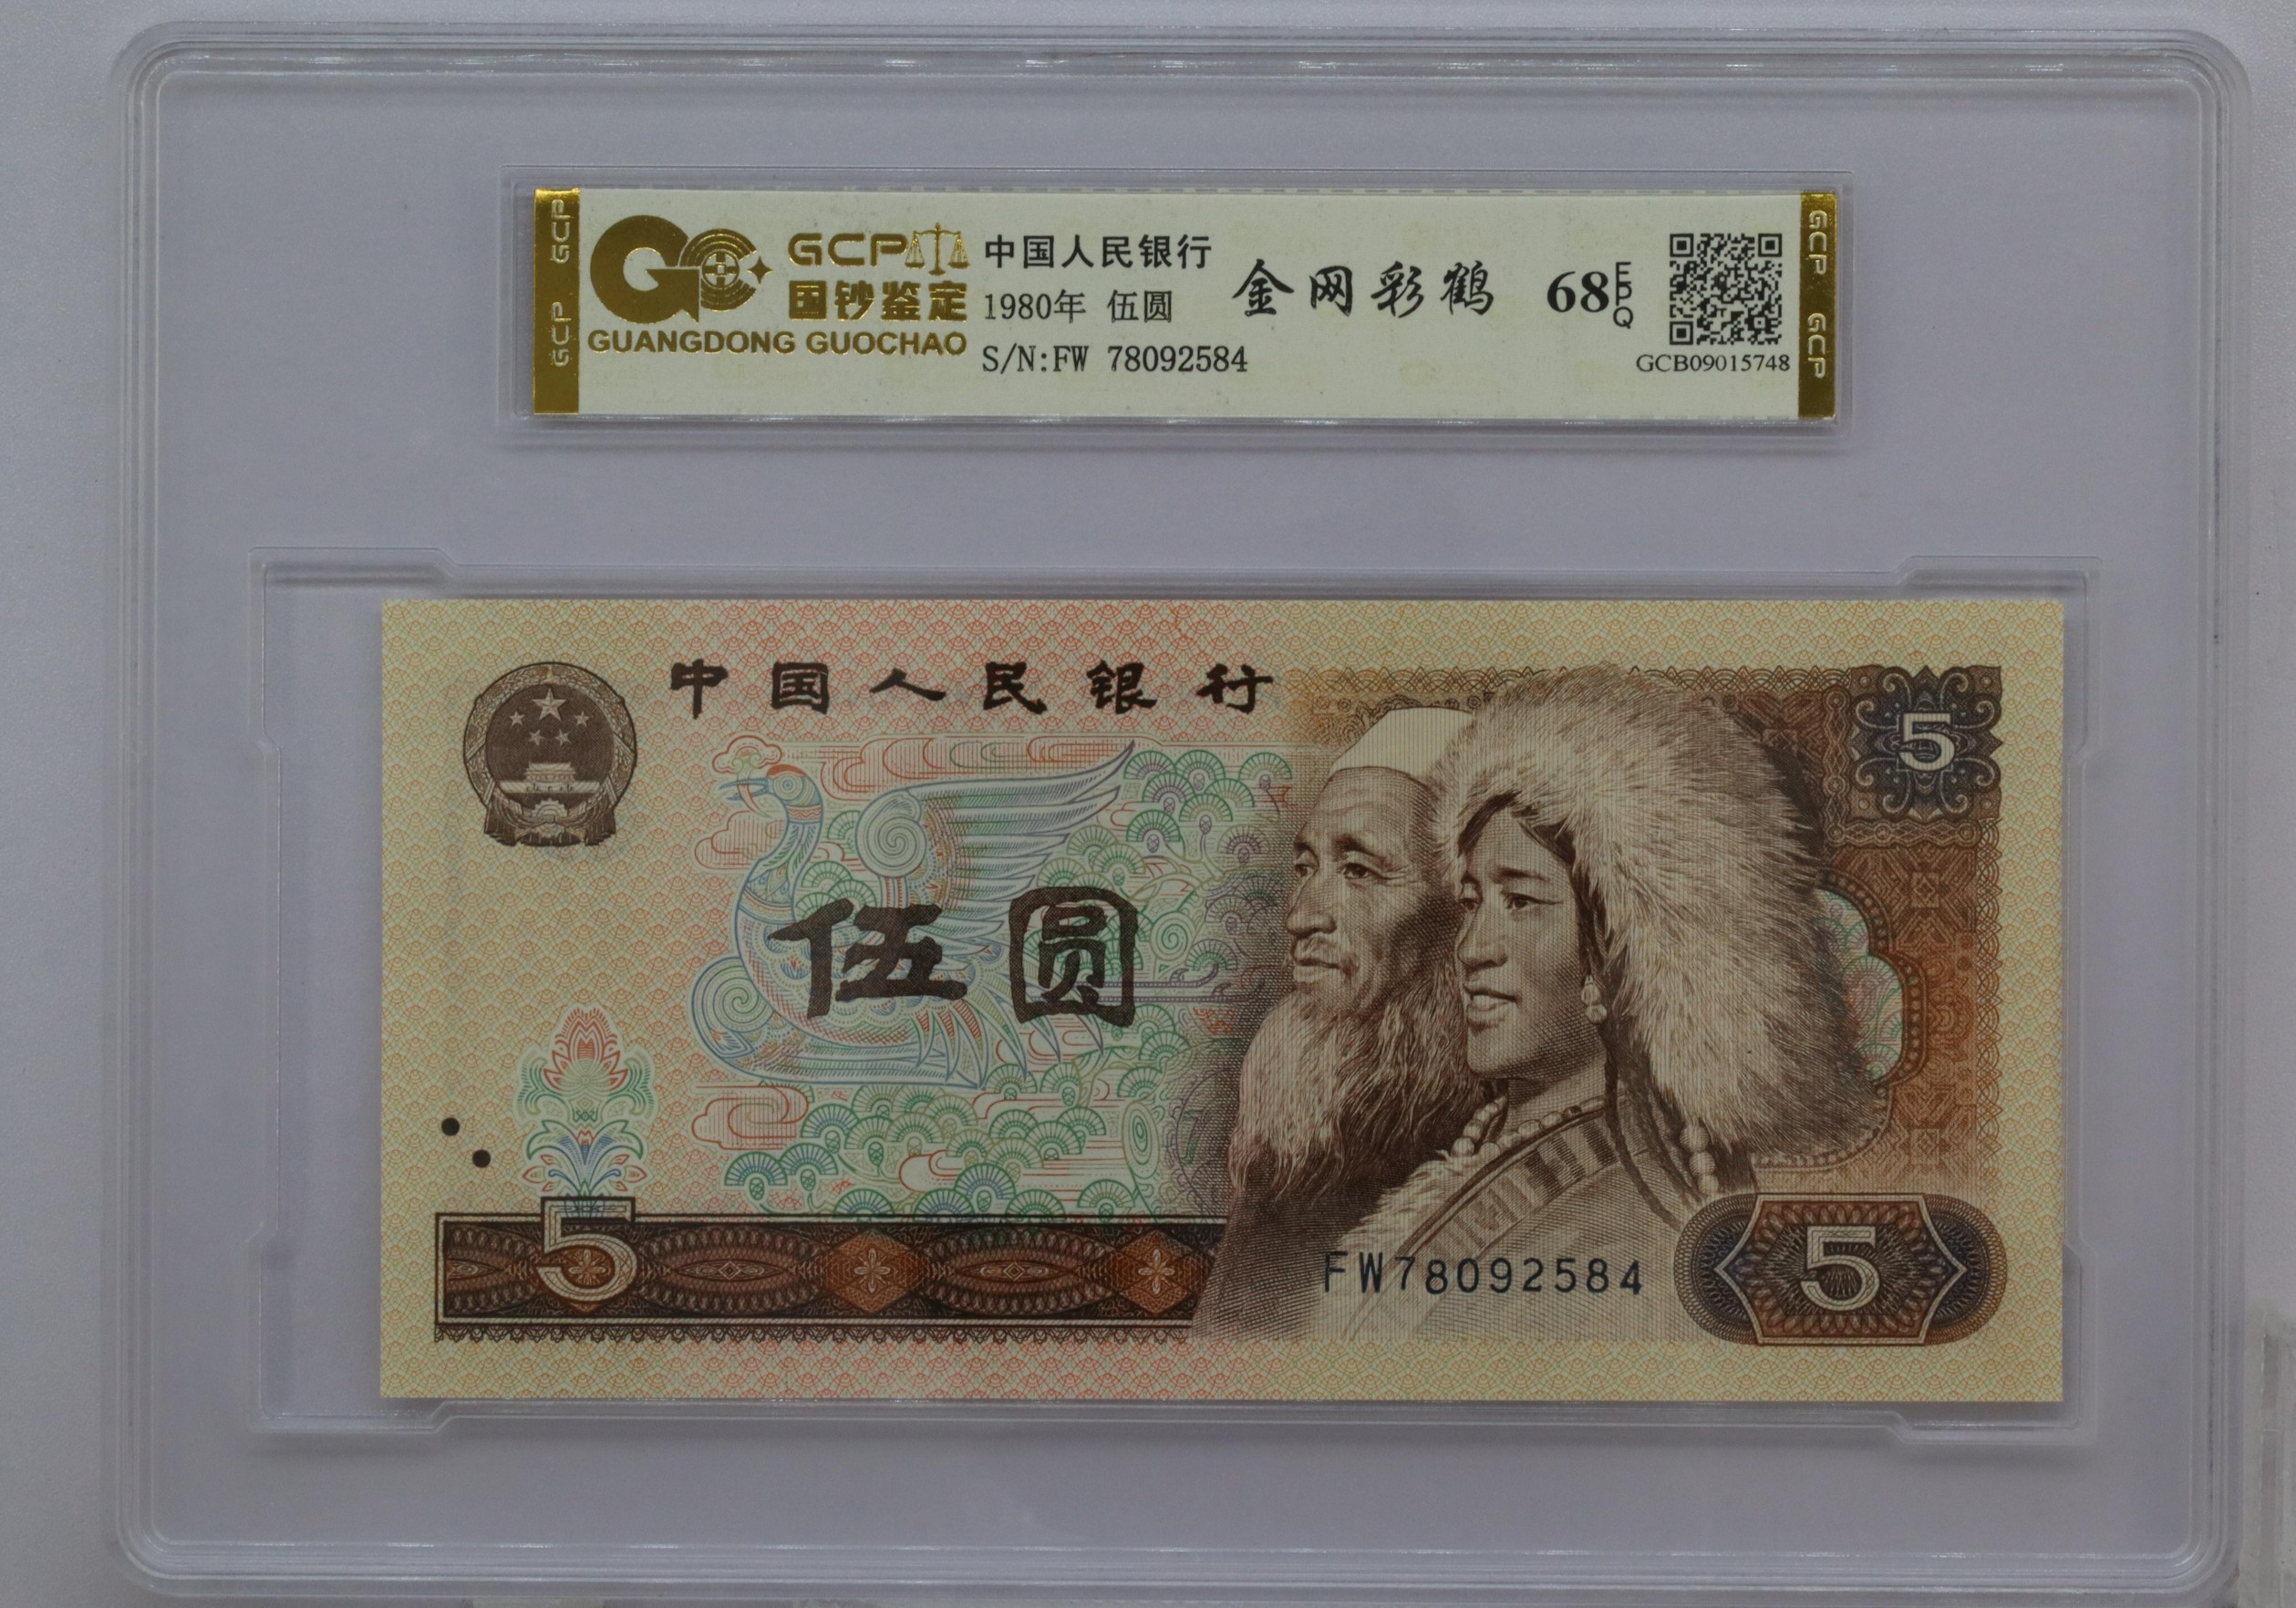 GCP GCP
GCP
国钞鉴定
GUANGDONG GUOCHAO
中国人民银行
1980年 伍圆
S/N:FW 78092584
金网彩鹤
68 EPQ
GCB09015748
GCP GCP
中国人民银行
5
伍圆
5
FW78092584
5